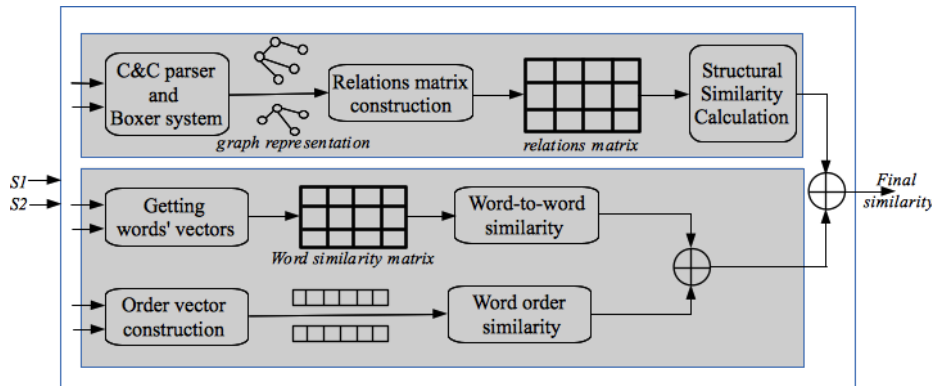 C&C parser
and
Boxer system
graph representation
Relations matrix
construction
relations matrix
Structural
Similarity
Calculation
S1
S2
Final
similarity
Getting
words' vectors
Word similarity matrix
Word-to-word
similarity
Order vector
construction
Word order
similarity